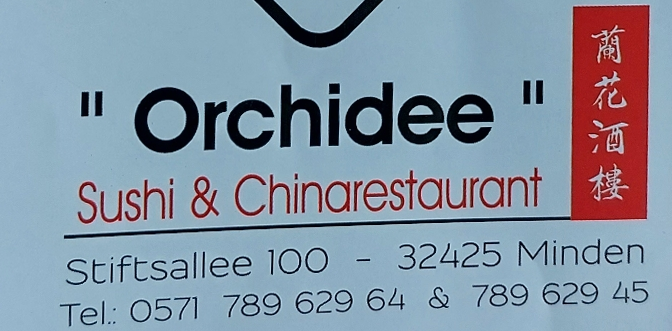 " Orchidee "
Sushi & Chinarestaurant
蘭花酒樓
Stiftsallee 100 - 32425 Minden
Tel.: 0571 789 629 64 & 789 629 45